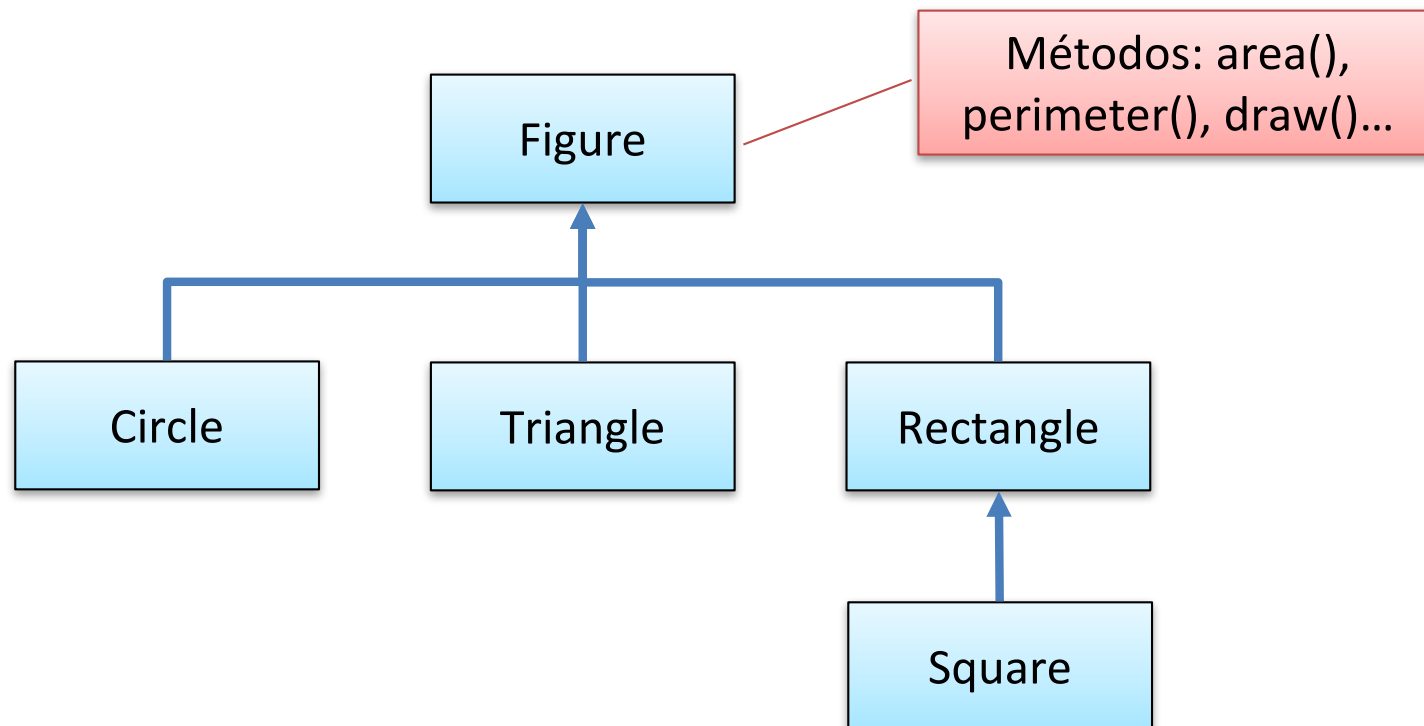 Métodos: area(),
perimeter(), draw()…
Figure
Circle
Triangle
Rectangle
Square